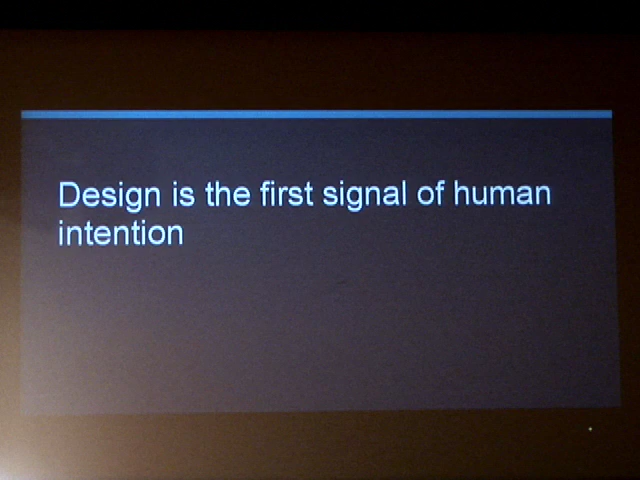 Design is the first signal of human
intention